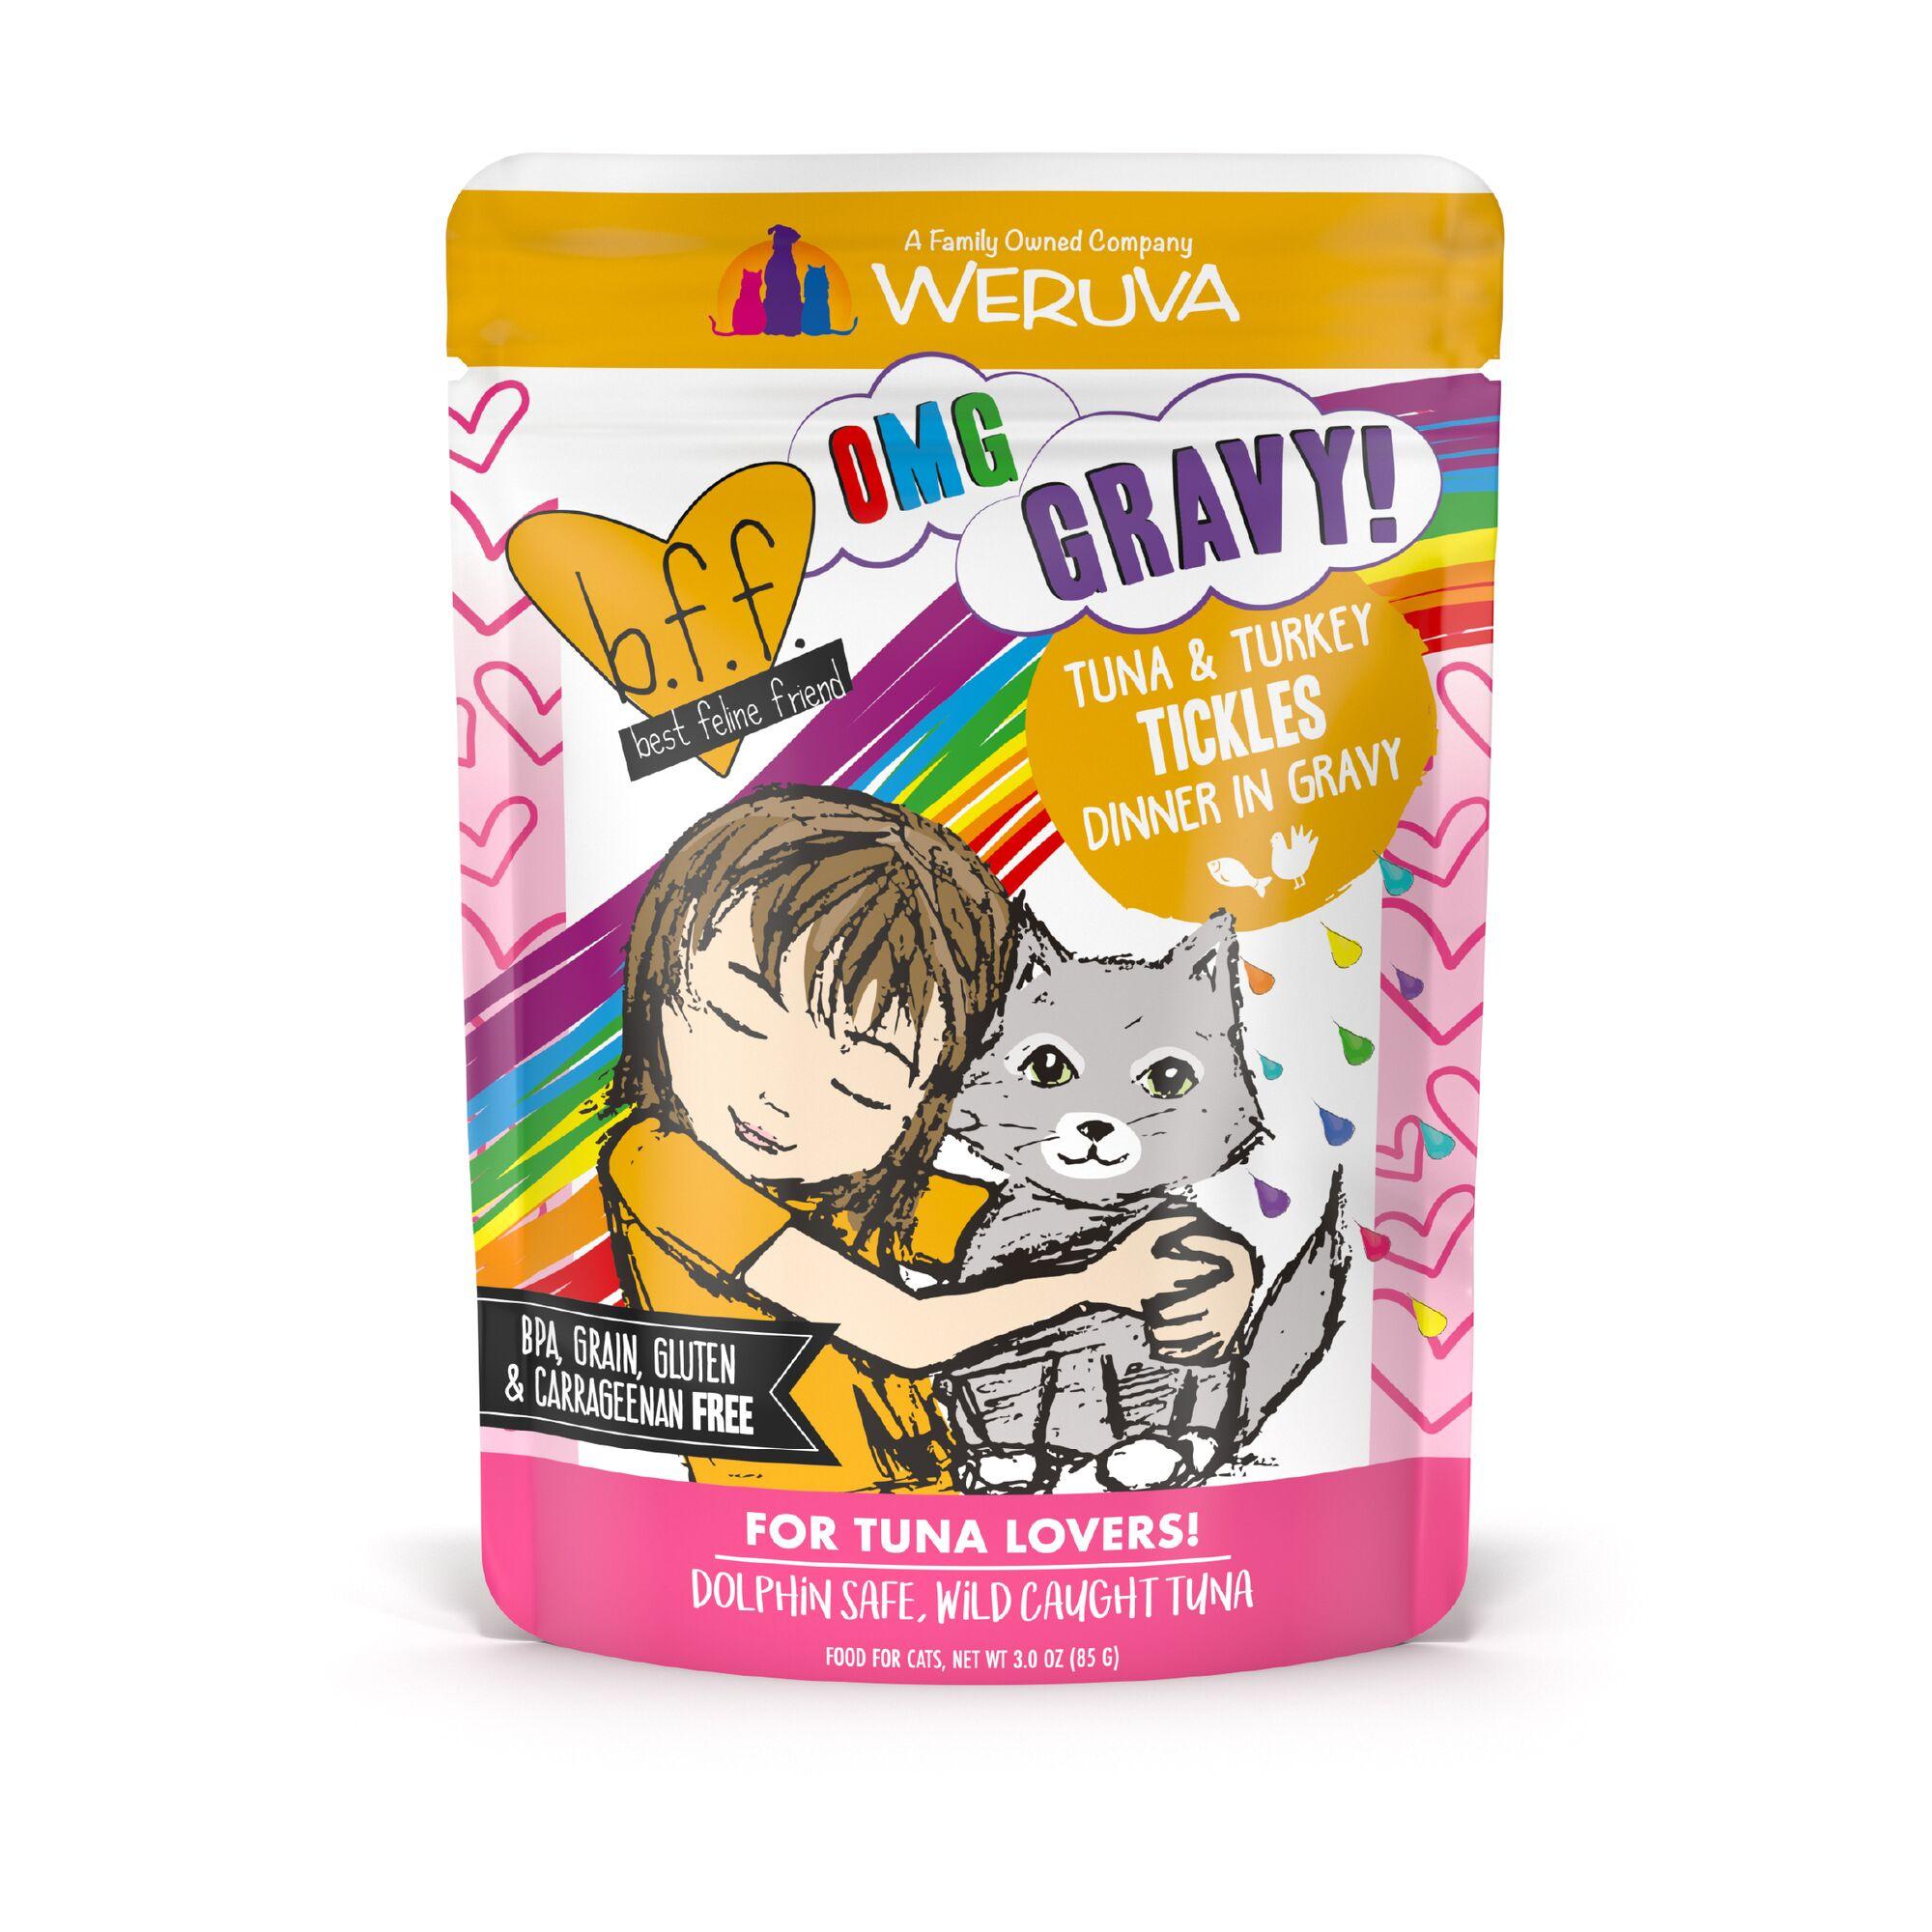 A Family Owned Company
WERUVA
OMG
GRAVY!
b.f.f.
best feline friend
TUNA & TURKEY
TICKLES
DINNER IN GRAVY
BPA, GRAIN, GLUTEN
& CARRAGEENAN FREE
FOR TUNA LOVERS!
DOLPHiN SAFE, WiLD CAUGHT TUNA
FOOD FOR CATS, NET WT 3.0 OZ (85 G)